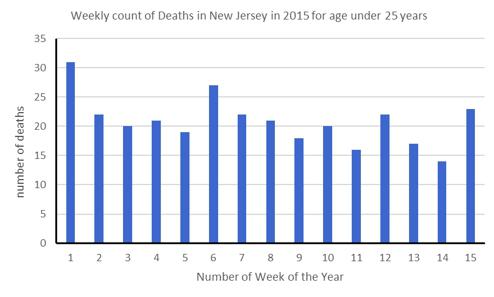 Weekly count of Deaths in New Jersey in 2015 for age under 25 years
35
30
25
20
15
10
5
0
number of deaths
1 2 3 4 5 6 7 8 9 10 11 12 13 14 15
Number of Week of the Year